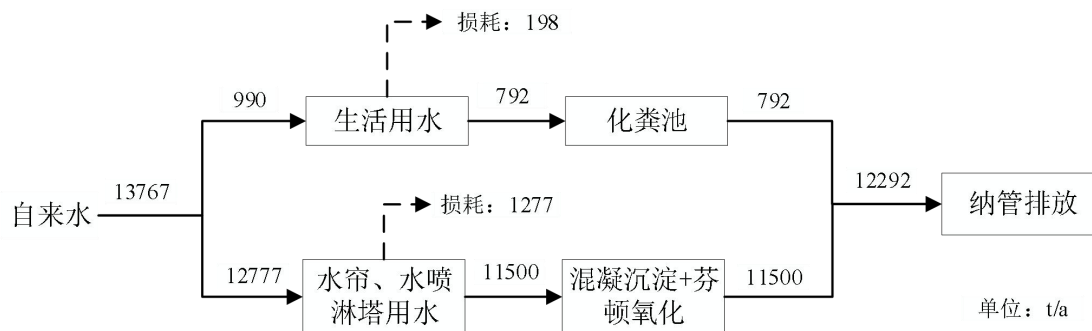 损耗：198
990
生活用水
792
化粪池
792
自来水
13767
12292
纳管排放
损耗：1277
12777
水帘、水喷
淋塔用水
11500
混凝沉淀+芬
顿氧化
11500
单位：t/a